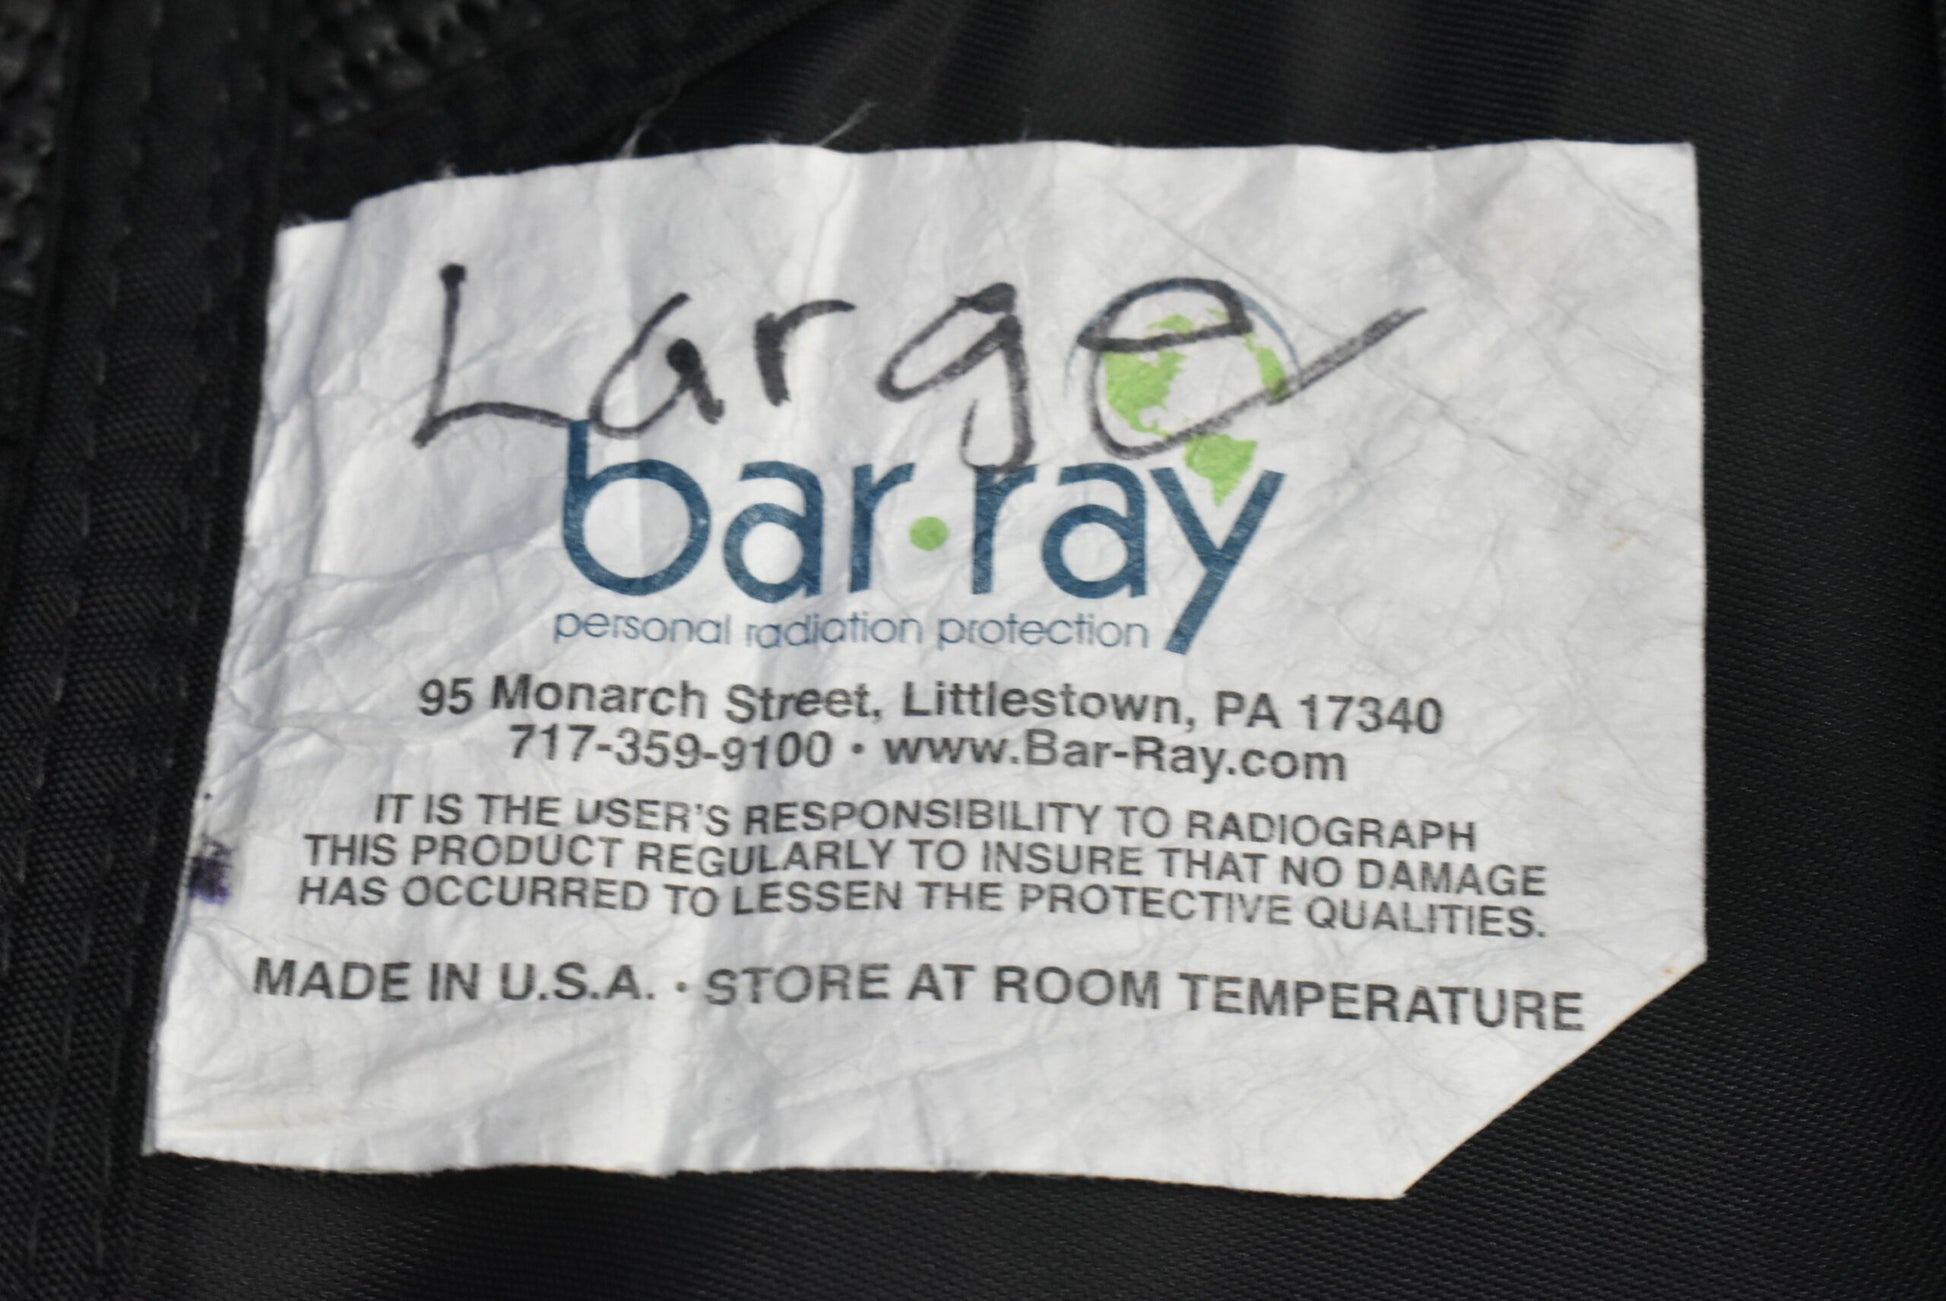 Large
bar·ray
personal radiation protection
95 Monarch Street, Littlestown, PA 17340
717-359-9100 • www.Bar-Ray.com
IT IS THE USER'S RESPONSIBILITY TO RADIOGRAPH
THIS PRODUCT REGULARLY TO INSURE THAT NO DAMAGE
HAS OCCURRED TO LESSEN THE PROTECTIVE QUALITIES.
MADE IN U.S.A. • STORE AT ROOM TEMPERATURE